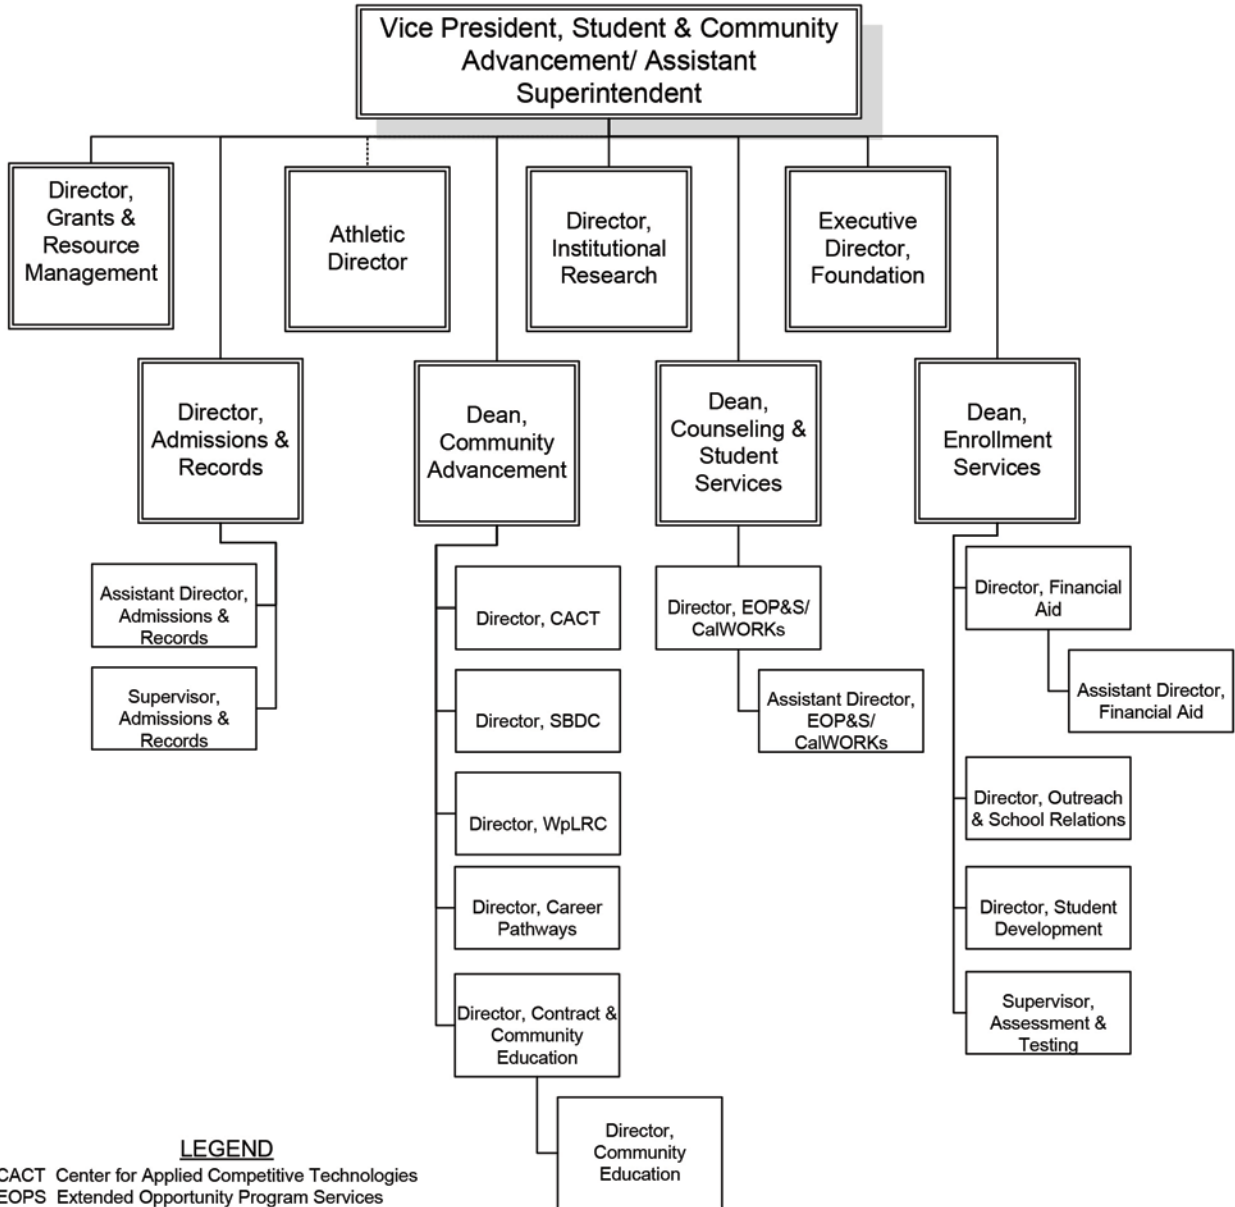 Vice President, Student & Community
Advancement/ Assistant
Superintendent
Director,
Grants &
Resource
Management
Athletic
Director
Director,
Institutional
Research
Executive
Director,
Foundation
Director,
Admissions &
Records
Dean,
Community
Advancement
Dean,
Counseling &
Student
Services
Dean,
Enrollment
Services
Assistant Director,
Admissions &
Records
Supervisor,
Admissions &
Records
Director, CACT
Director, SBDC
Director, WpLRC
Director, Career
Pathways
Director, Contract &
Community
Education
Director,
Community
Education
Director, EOP&S/
CalWORKs
Assistant Director,
EOP&S/
CalWORKs
Director, Financial
Aid
Assistant Director,
Financial Aid
Director, Outreach
& School Relations
Director, Student
Development
Supervisor,
Assessment &
Testing
LEGEND
CACT Center for Applied Competitive Technologies
EOPS Extended Opportunity Program Services